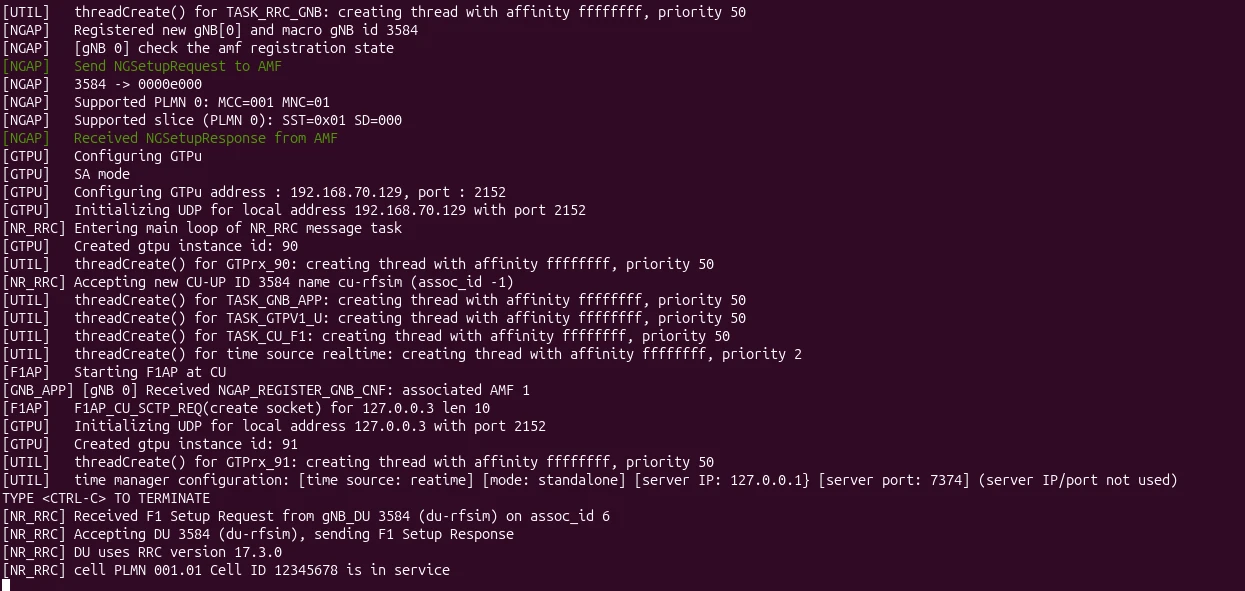 [UTIL] threadCreate() for TASK_RRC_GNB: creating thread with affinity ffffffff, priority 50
[NGAP] Registered new gNB[0] and macro gNB id 3584
[NGAP] [gNB 0] check the amf registration state
[NGAP] Send NGSetupRequest to AMF
[NGAP] 3584 -> 0000e000
[NGAP] Supported PLMN 0: MCC=001 MNC=01
[NGAP] Supported slice (PLMN 0): SST=0x01 SD=000
[NGAP] Received NGSetupResponse from AMF
[GTPU] Configuring GTPu
[GTPU] SA mode
[GTPU] Configuring GTPu address : 192.168.70.129, port : 2152
[GTPU] Initializing UDP for local address 192.168.70.129 with port 2152
[NR_RRC] Entering main loop of NR_RRC message task
[GTPU] Created gtpu instance id: 90
[UTIL] threadCreate() for GTPrx_90: creating thread with affinity ffffffff, priority 50
[NR_RRC] Accepting new CU-UP ID 3584 name cu-rfsim (assoc_id -1)
[UTIL] threadCreate() for TASK_GNB_APP: creating thread with affinity ffffffff, priority 50
[UTIL] threadCreate() for TASK_GTPV1_U: creating thread with affinity ffffffff, priority 50
[UTIL] threadCreate() for TASK_CU_F1: creating thread with affinity ffffffff, priority 50
[UTIL] threadCreate() for time source realtime: creating thread with affinity ffffffff, priority 2
[F1AP] Starting F1AP at CU
[GNB_APP] [gNB 0] Received NGAP_REGISTER_GNB_CNF: associated AMF 1
[F1AP] F1AP_CU_SCTP_REQ(create socket) for 127.0.0.3 len 10
[GTPU] Initializing UDP for local address 127.0.0.3 with port 2152
[GTPU] Created gtpu instance id: 91
[UTIL] threadCreate() for GTPrx_91: creating thread with affinity ffffffff, priority 50
[UTIL] time manager configuration: [time source: reatime] [mode: standalone] [server IP: 127.0.0.1} [server port: 7374] (server IP/port not used)
TYPE <CTRL-C> TO TERMINATE
[NR_RRC] Received F1 Setup Request from gNB_DU 3584 (du-rfsim) on assoc_id 6
[NR_RRC] Accepting DU 3584 (du-rfsim), sending F1 Setup Response
[NR_RRC] DU uses RRC version 17.3.0
[NR_RRC] cell PLMN 001.01 Cell ID 12345678 is in service